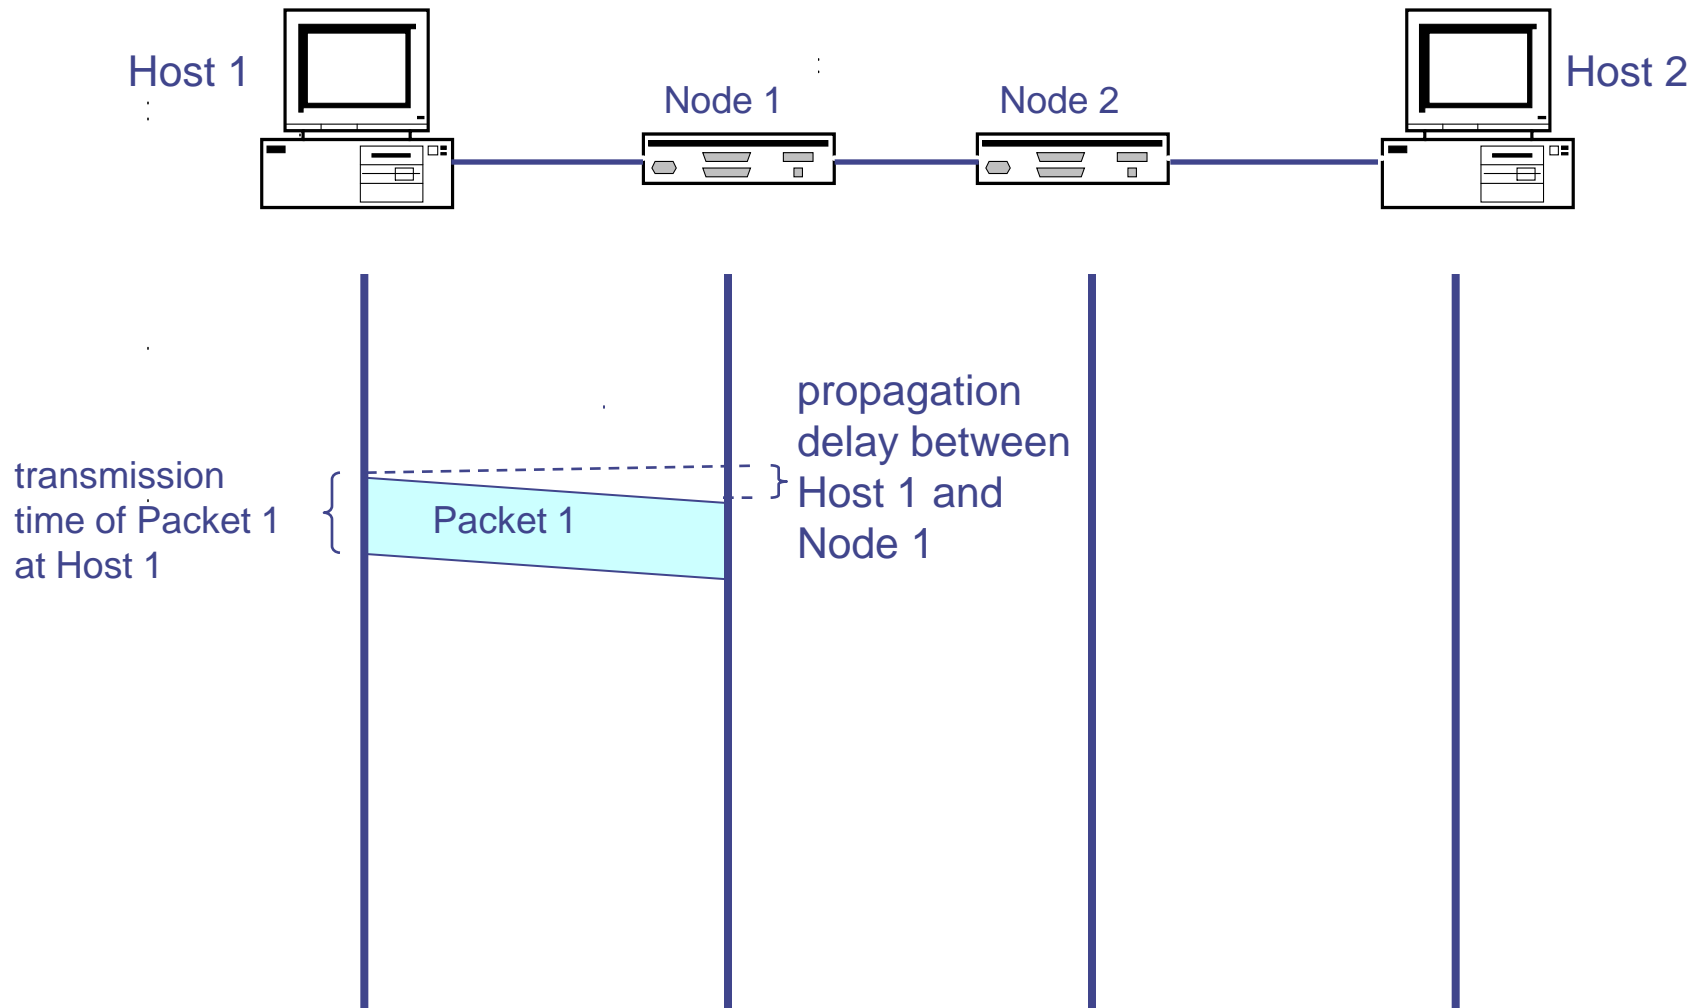 Host 1
Host 2
Node 1
Node 2
propagation
delay between
Host 1 and
Node 1
transmission
time of Packet 1
at Host 1
Packet 1